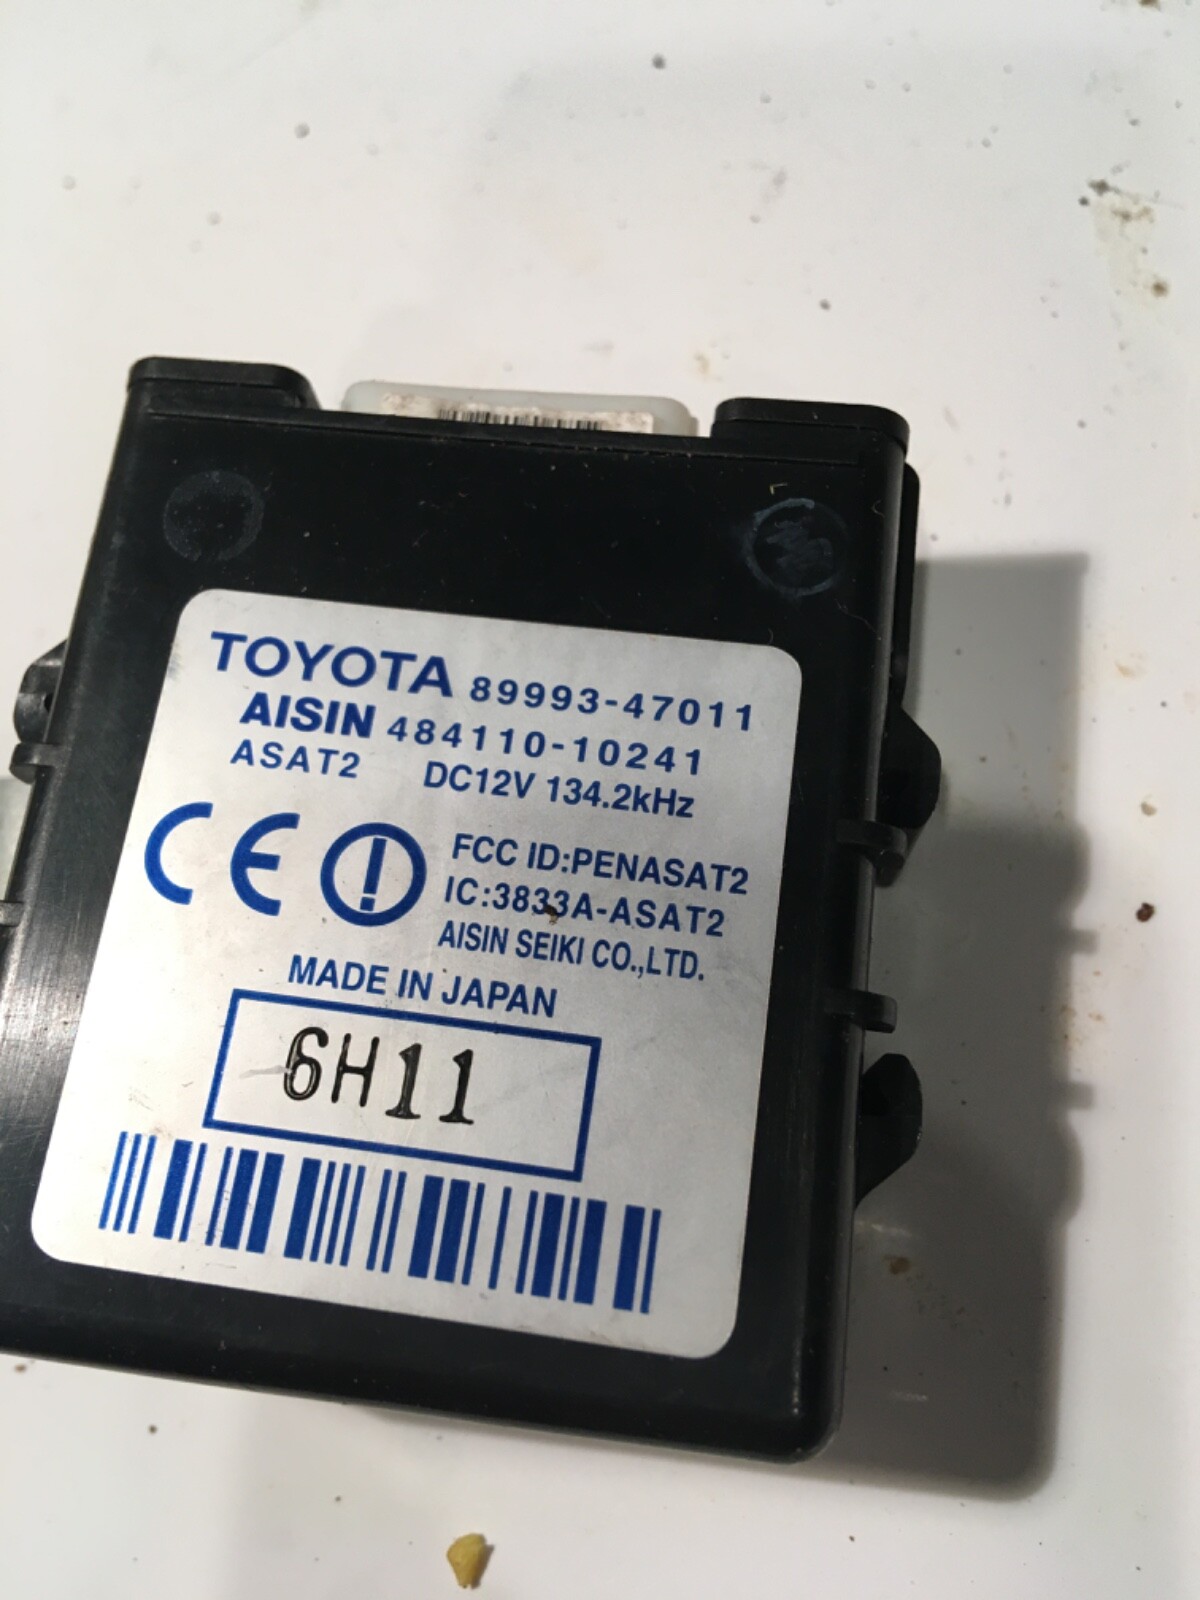 TOYOTA 89993-47011
AISIN 484110-10241
ASAT2 DC12V 134.2kHz
CE
FCC ID:PENASAT2
IC:3833A-ASAT2
AISIN SEIKI CO.,LTD.
MADE IN JAPAN
6H11